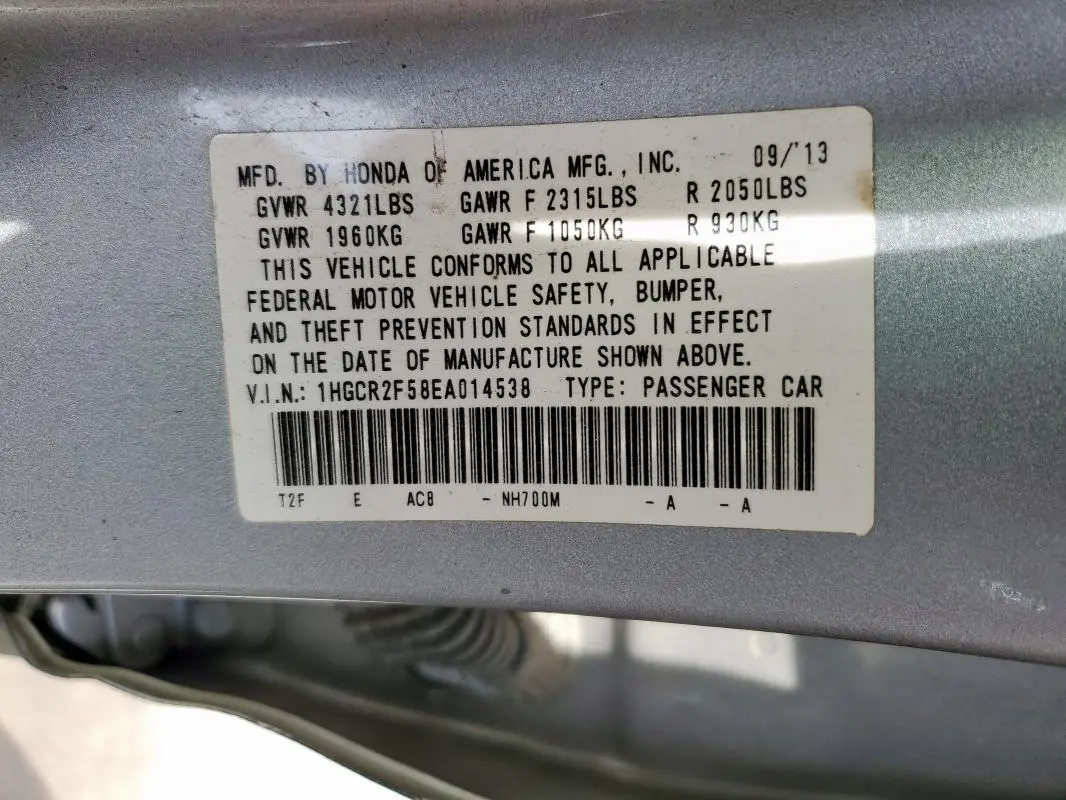 MFD. BY HONDA OF AMERICA MFG., INC. 09/'13
GVWR 4321LBS GAWR F 2315LBS R 2050LBS
GVWR 1960KG GAWR F 1050KG R 930KG
THIS VEHICLE CONFORMS TO ALL APPLICABLE
FEDERAL MOTOR VEHICLE SAFETY, BUMPER,
AND THEFT PREVENTION STANDARDS IN EFFECT
ON THE DATE OF MANUFACTURE SHOWN ABOVE.
V.I.N.: 1HGCR2F58EA014538 TYPE: PASSENGER CAR
T2F E AC8 - NH700M - A - A